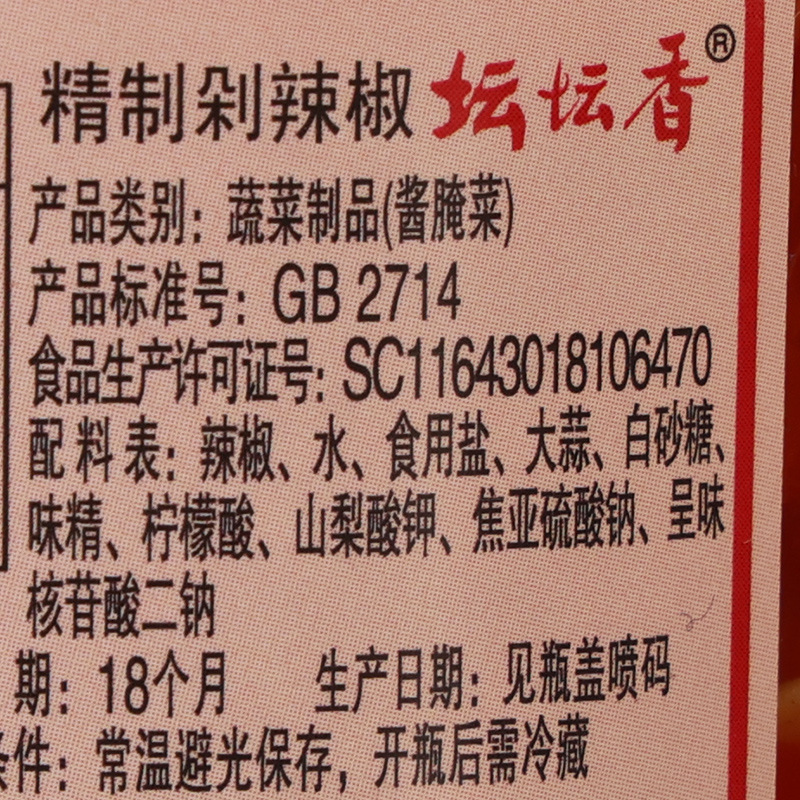 精制剁辣椒 坛坛香®
产品类别：蔬菜制品(酱腌菜)
产品标准号：GB 2714
食品生产许可证号：SC11643018106470
配料表：辣椒、水、食用盐、大蒜、白砂糖、
味精、柠檬酸、山梨酸钾、焦亚硫酸钠、呈味
核苷酸二钠
期：18个月 生产日期：见瓶盖喷码
条件：常温避光保存，开瓶后需冷藏